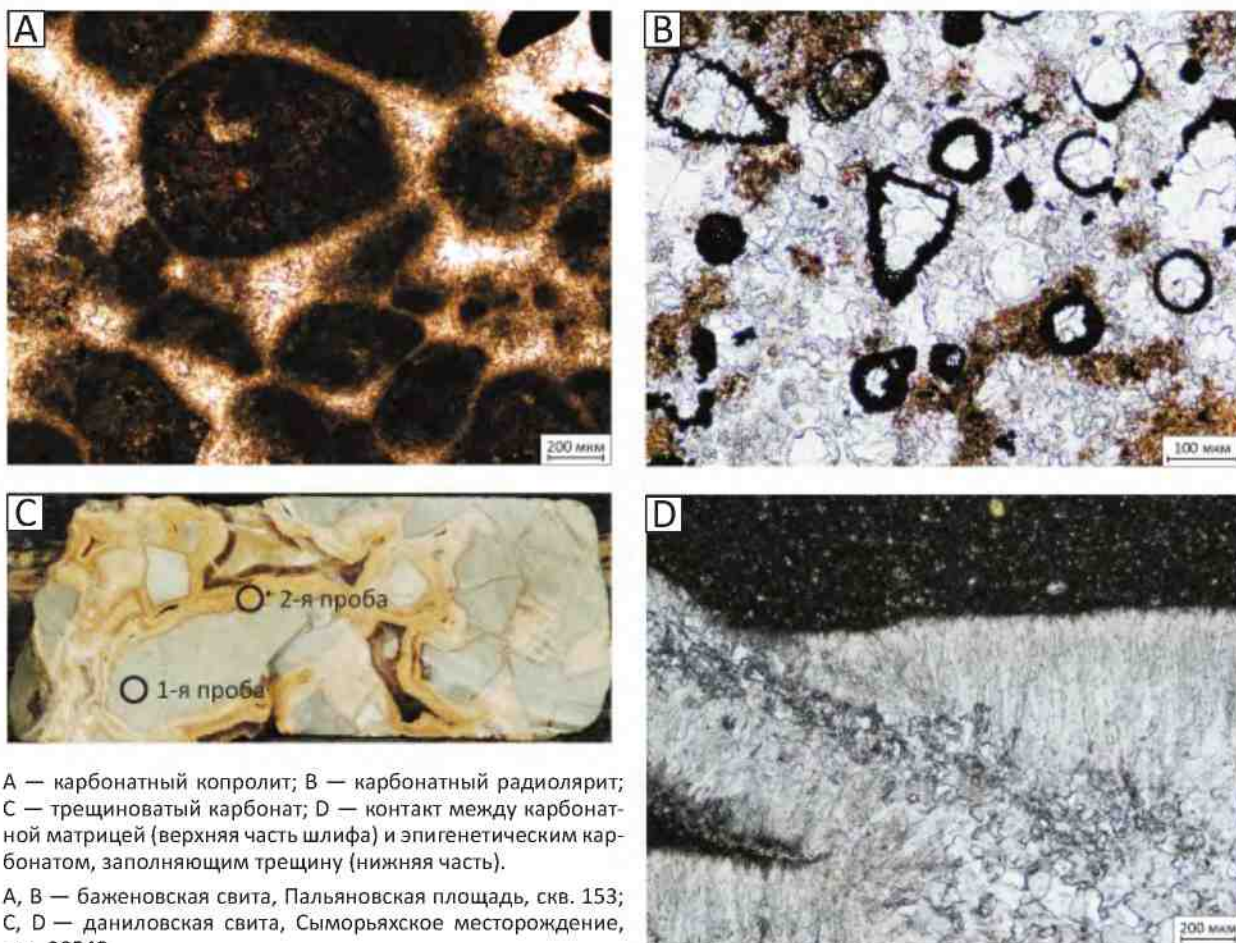 A
200 мкм
B
100 мкм
C
2-я проба
1-я проба
D
200 мкм
A — карбонатный копролит; B — карбонатный радиолярит;
C — трещиноватый карбонат; D — контакт между карбонат-
ной матрицей (верхняя часть шлифа) и эпигенетическим кар-
бонатом, заполняющим трещину (нижняя часть).
A, B — баженовская свита, Пальяновская площадь, скв. 153;
C, D — даниловская свита, Сыморьяхское месторождение,